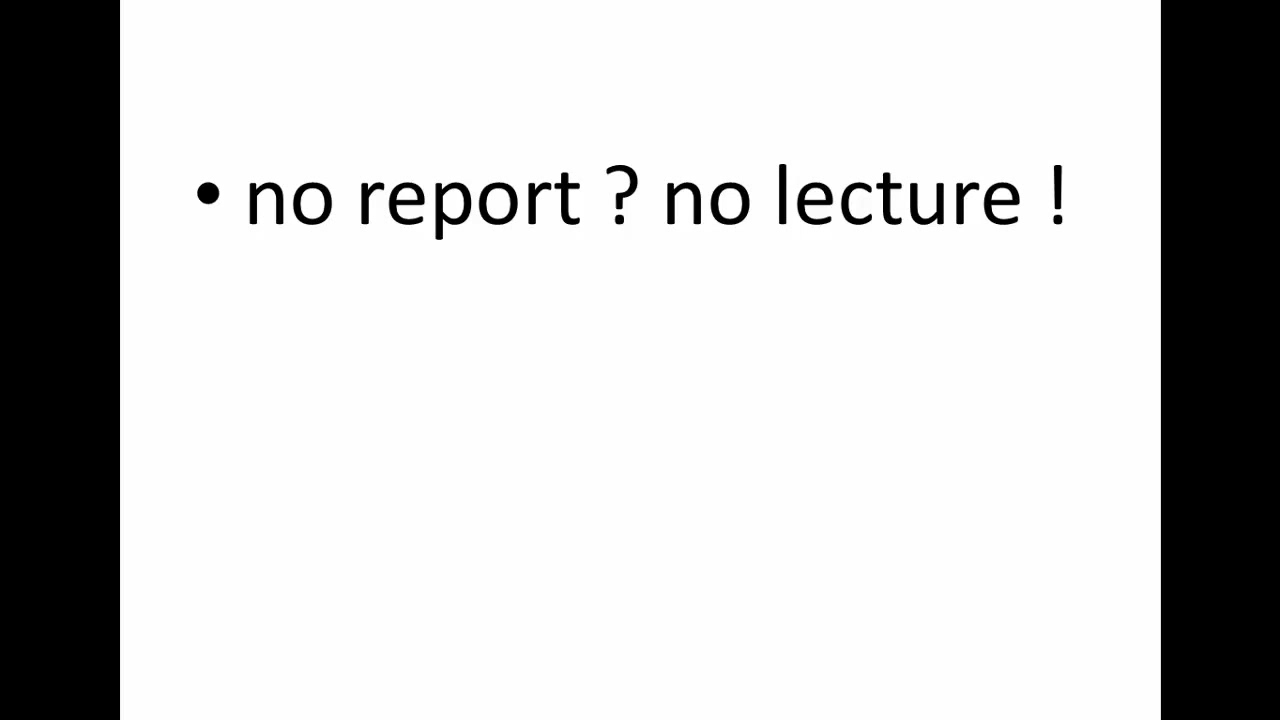 • no report ? no lecture !